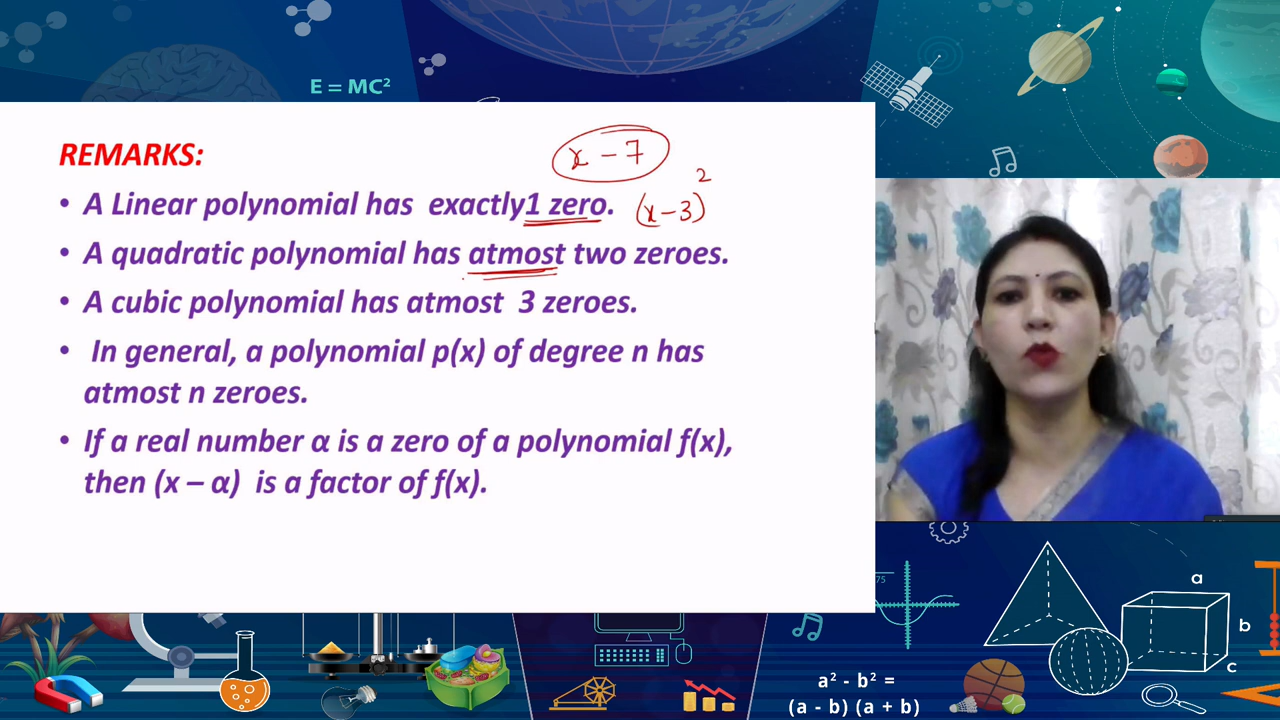 E = MC²
REMARKS:
x - 7
• A Linear polynomial has exactly1 zero.
(x-3)²
• A quadratic polynomial has atmost two zeroes.
• A cubic polynomial has atmost 3 zeroes.
• In general, a polynomial p(x) of degree n has
atmost n zeroes.
• If a real number α is a zero of a polynomial f(x),
then (x – α) is a factor of f(x).
75
a
b
c
a² - b² =
(a - b) (a + b)